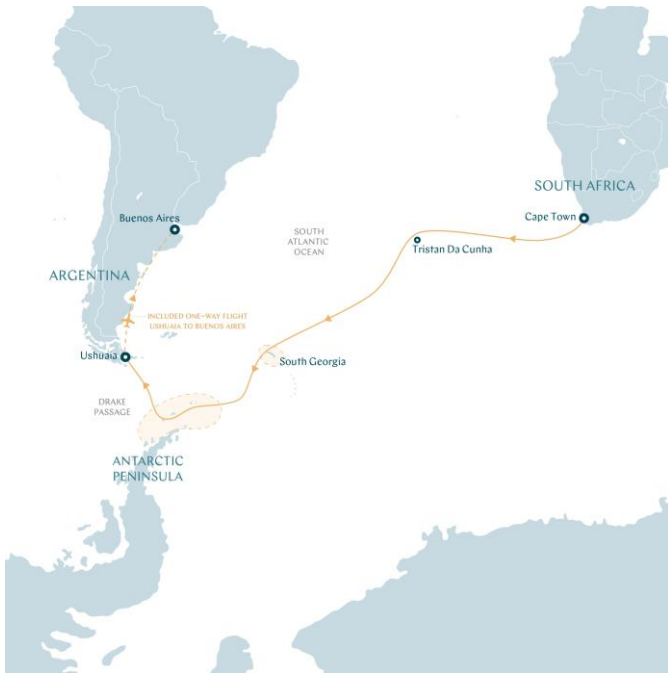 SOUTH AFRICA
Cape Town
Buenos Aires
SOUTH
ATLANTIC
OCEAN
Tristan Da Cunha
ARGENTINA
INCLUDED ONE-WAY FLIGHT
USHUAIA TO BUENOS AIRES
Ushuaia
South Georgia
DRAKE
PASSAGE
ANTARCTIC
PENINSULA